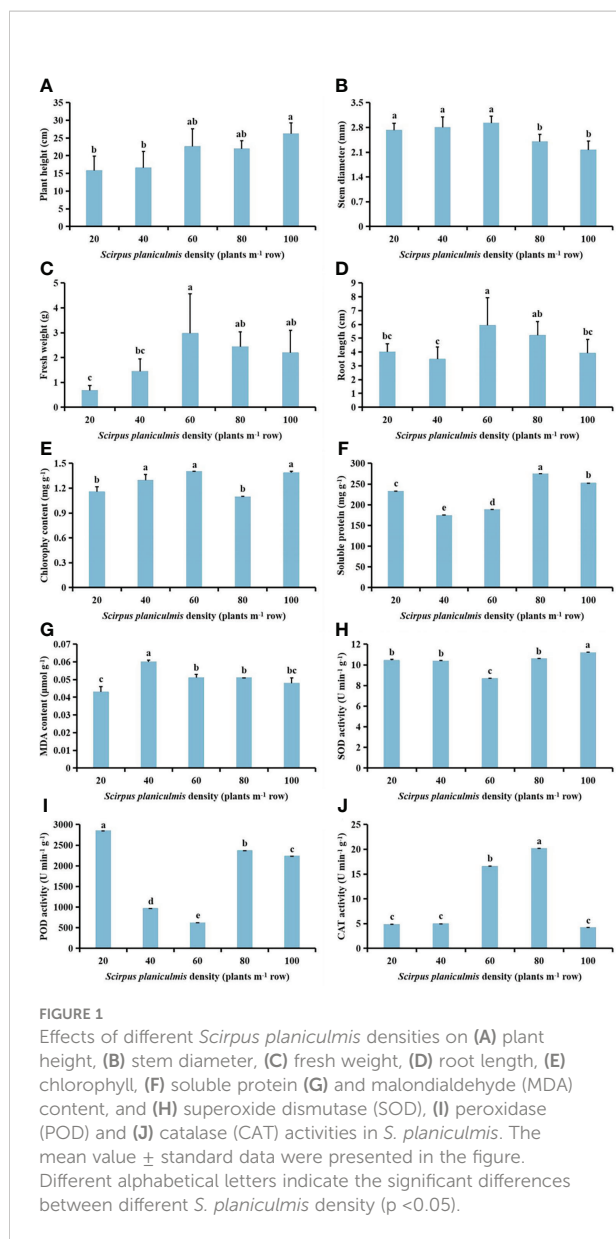 A
35
30
25
20
15
10
5
0
Plant height (cm)
b
b
ab
ab
a
20 40 60 80 100
Scirpus planiculmis density (plants m-1 row)
B
3.5
2.8
2.1
1.4
0.7
0
Stem diameter (mm)
a
a
a
b
b
20 40 60 80 100
Scirpus planiculmis density (plants m-1 row)
C
5
4
3
2
1
0
Fresh weight (g)
c
bc
a
ab
ab
20 40 60 80 100
Scirpus planiculmis density (plants m-1 row)
D
9
8
7
6
5
4
3
2
1
0
Root length (cm)
bc
c
a
ab
bc
20 40 60 80 100
Scirpus planiculmis density (plants m-1 row)
E
1.5
1.2
0.9
0.6
0.3
0
Chlorophy content (mg g-1)
b
a
a
b
a
20 40 60 80 100
Scirpus planiculmis density (plants m-1 row)
F
300
250
200
150
100
50
0
Soluble protein (mg g-1)
c
e
d
a
b
20 40 60 80 100
Scirpus planiculmis density (plants m-1 row)
G
0.07
0.06
0.05
0.04
0.03
0.02
0.01
0
MDA content (μmol g-1)
c
a
b
b
bc
20 40 60 80 100
Scirpus planiculmis density (plants m-1 row)
H
12
10
8
6
4
2
0
SOD activity (U min-1 g-1)
b
b
c
b
a
20 40 60 80 100
Scirpus planiculmis density (plants m-1 row)
I
3000
2500
2000
1500
1000
500
0
POD activity (U min-1 g-1)
a
d
e
b
c
20 40 60 80 100
Scirpus planiculmis density (plants m-1 row)
J
25
20
15
10
5
0
CAT activity (U min-1 g-1)
c
c
b
a
c
20 40 60 80 100
Scirpus planiculmis density (plants m-1 row)
FIGURE 1
Effects of different Scirpus planiculmis densities on (A) plant
height, (B) stem diameter, (C) fresh weight, (D) root length, (E)
chlorophyll, (F) soluble protein (G) and malondialdehyde (MDA)
content, and (H) superoxide dismutase (SOD), (I) peroxidase
(POD) and (J) catalase (CAT) activities in S. planiculmis. The
mean value ± standard data were presented in the figure.
Different alphabetical letters indicate the significant differences
between different S. planiculmis density (p <0.05).